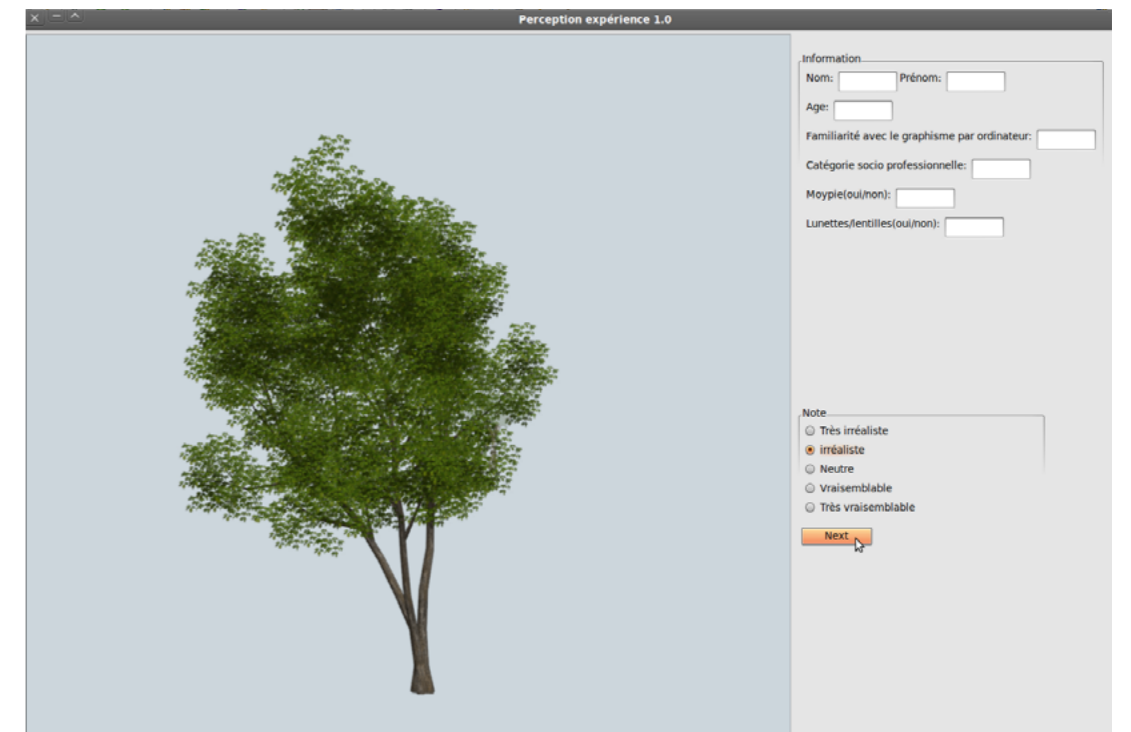 Perception expérience 1.0
Information
Nom: Prénom:
Age:
Familiarité avec le graphisme par ordinateur:
Catégorie socio professionnelle:
Moypie(oui/non):
Lunettes/lentilles(oui/non):
Note
Très irréaliste
irréaliste
Neutre
Vraisemblable
Très vraisemblable
Next